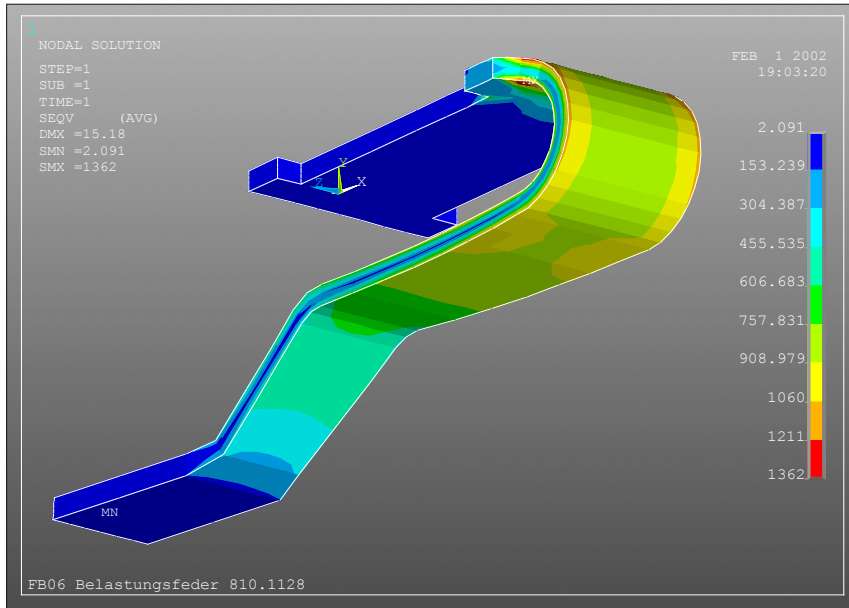 1
NODAL SOLUTION
STEP=1
SUB =1
TIME=1
SEQV (AVG)
DMX =15.18
SMN =2.091
SMX =1362
FEB 1 2002
19:03:20
MX
Y
Z X
MN
2.091
153.239
304.387
455.535
606.683
757.831
908.979
1060
1211
1362
FB06 Belastungsfeder 810.1128